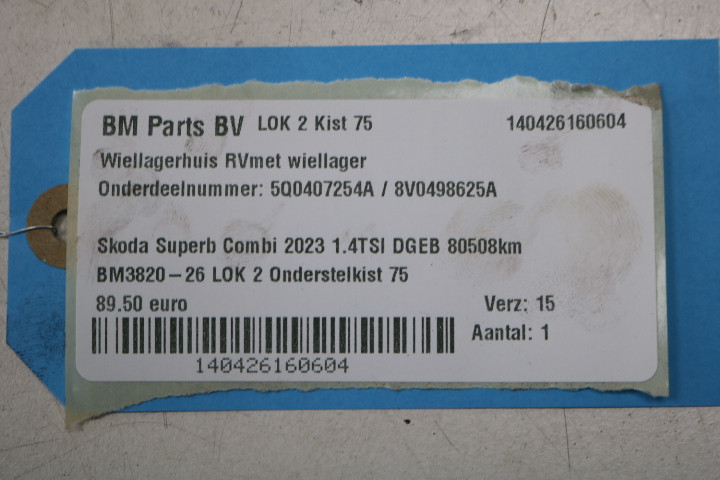 BM Parts BV LOK 2 Kist 75 140426160604
Wiellagerhuis RVmet wiellager
Onderdeelnummer: 5Q0407254A / 8V0498625A
Skoda Superb Combi 2023 1.4TSI DGEB 80508km
BM3820-26 LOK 2 Onderstelkist 75
89.50 euro Verz: 15
Aantal: 1
140426160604